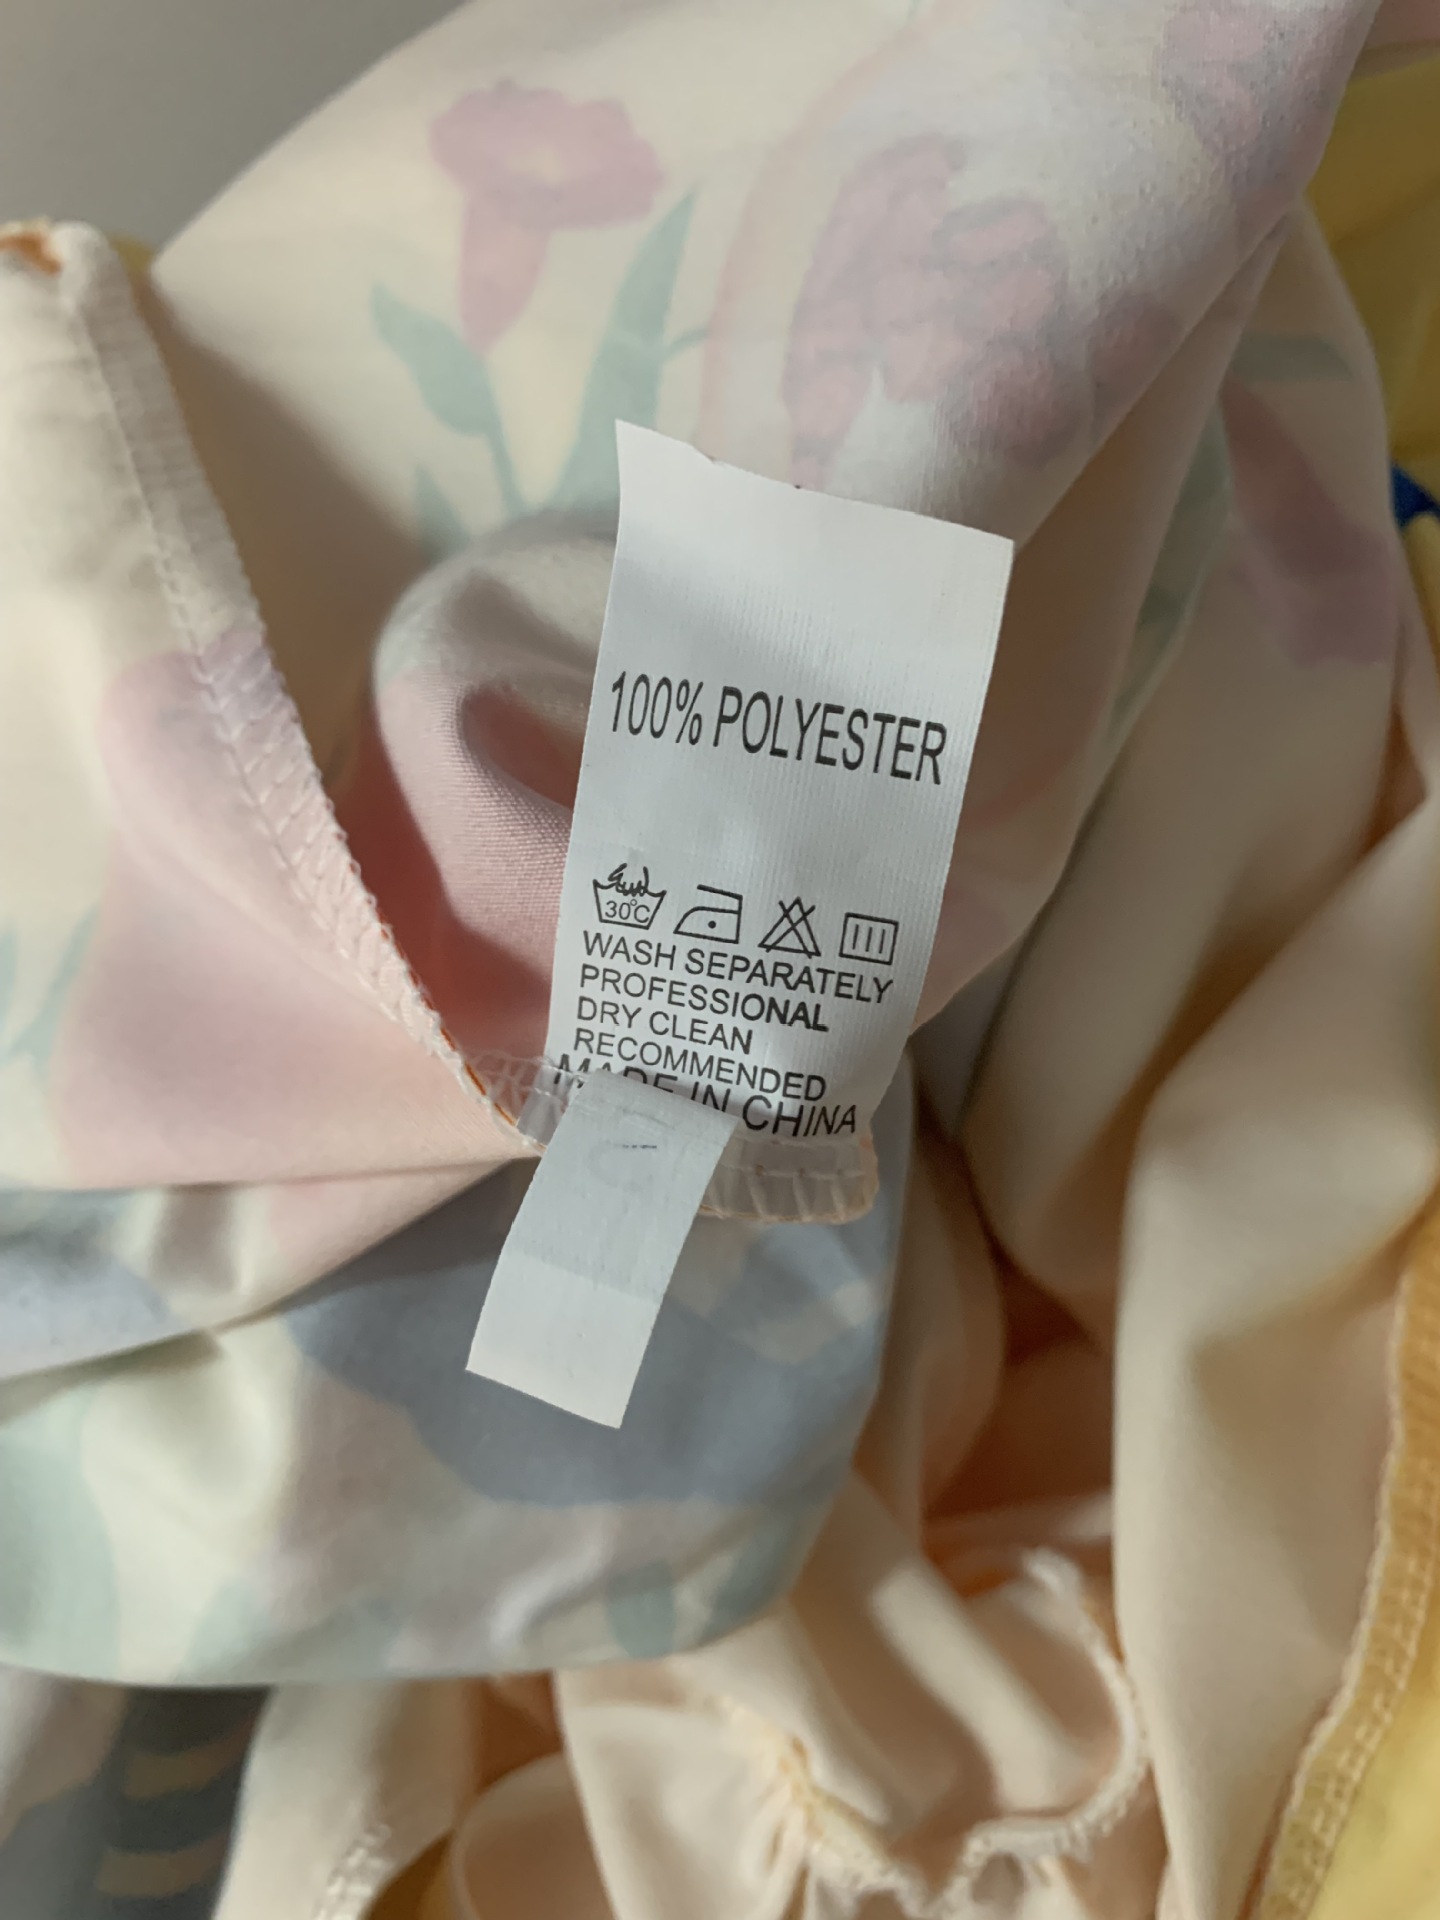 100% POLYESTER
30°C
WASH SEPARATELY
PROFESSIONAL
DRY CLEAN
RECOMMENDED
MADE IN CHINA